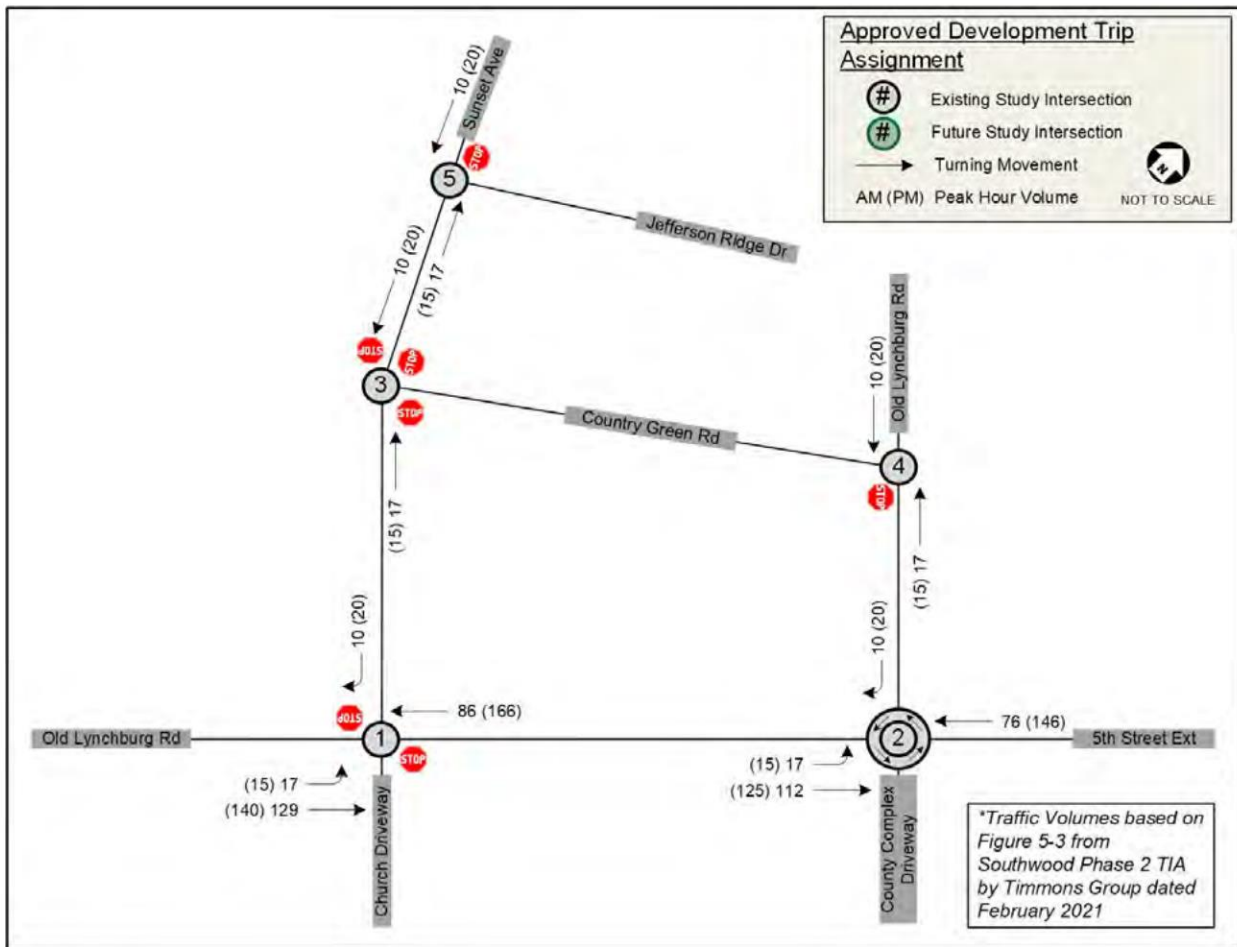 Approved Development Trip
Assignment
# Existing Study Intersection
# Future Study Intersection
Turning Movement
AM (PM) Peak Hour Volume
N
NOT TO SCALE
10 (20)
Sunset Ave
STOP
5
Jefferson Ridge Dr
10 (20)
(15) 17
STOP
STOP
3
STOP
Country Green Rd
Old Lynchburg Rd
10 (20)
4
STOP
(15) 17
(15) 17
10 (20)
10 (20)
86 (166)
76 (146)
STOP
Old Lynchburg Rd
1
STOP
2
5th Street Ext
(15) 17
(140) 129
(15) 17
(125) 112
Church Driveway
County Complex
Driveway
*Traffic Volumes based on
Figure 5-3 from
Southwood Phase 2 TIA
by Timmons Group dated
February 2021